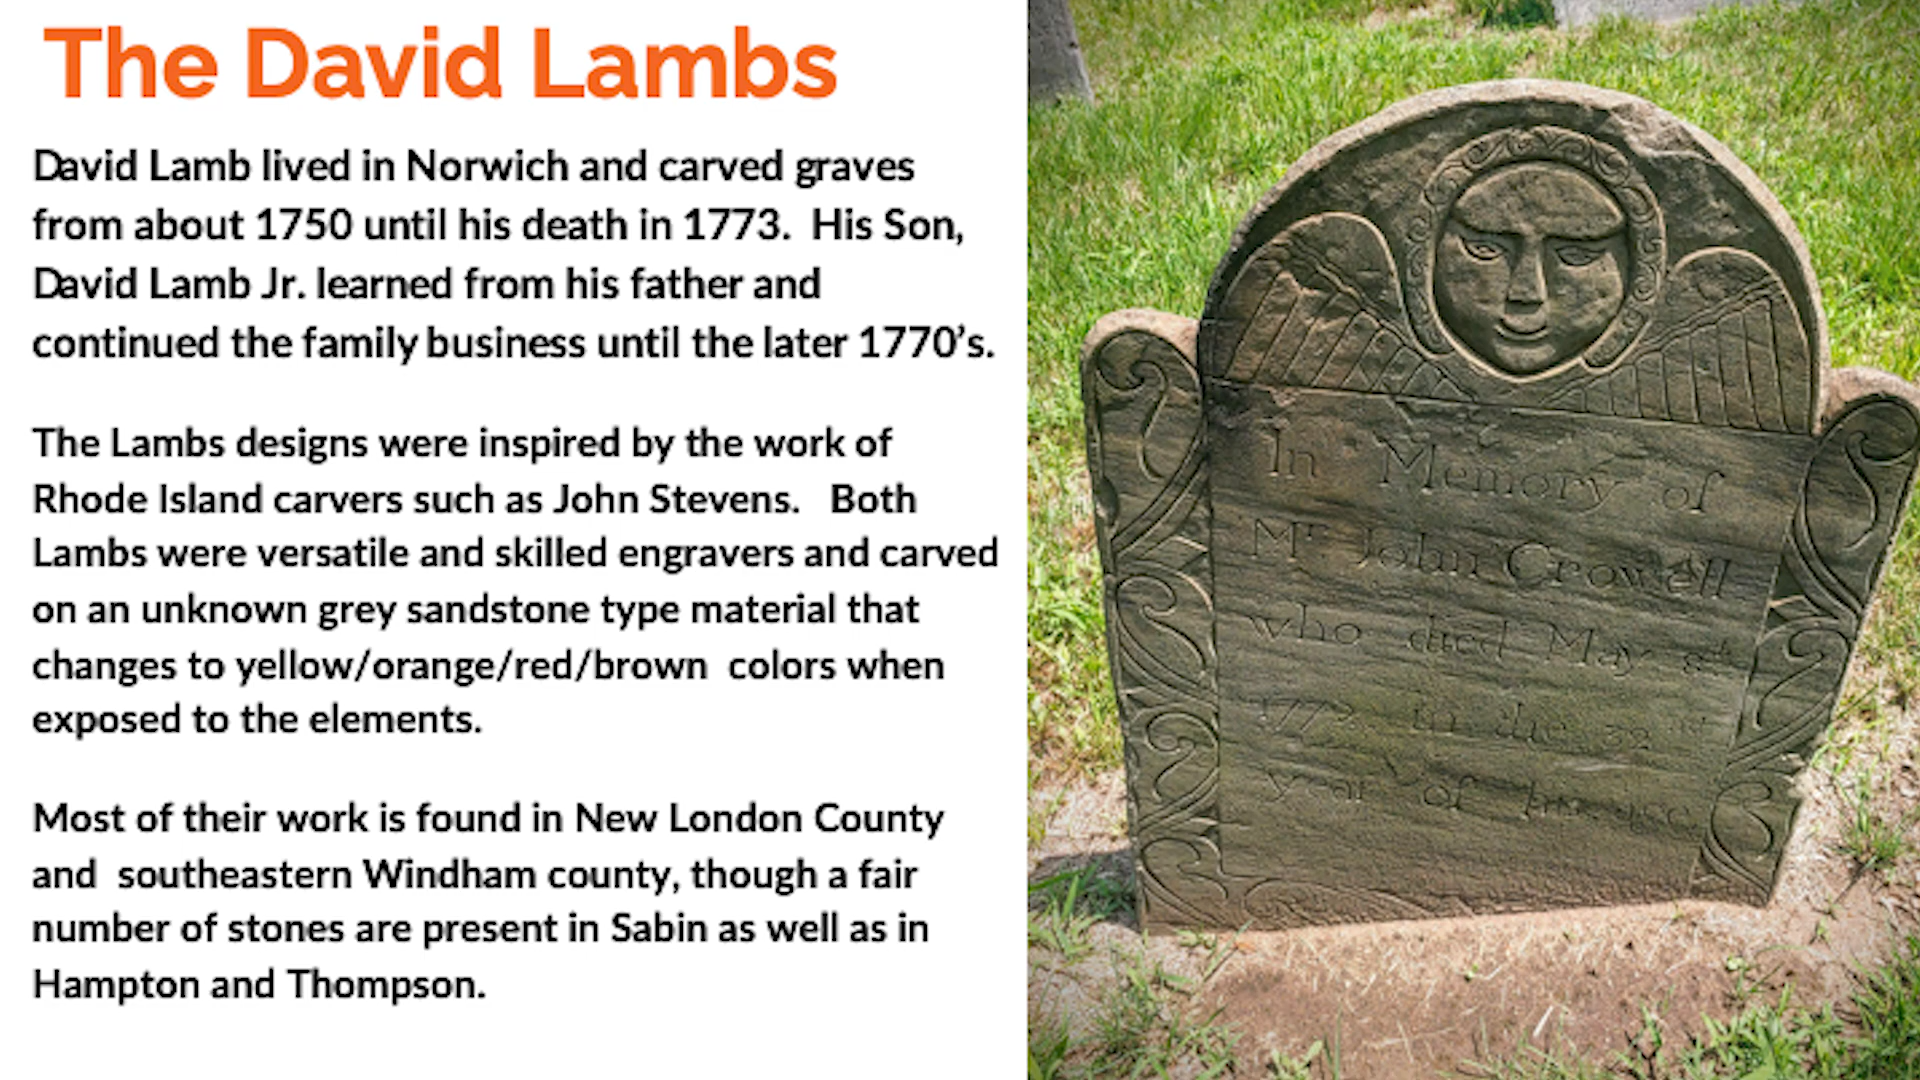 The David Lambs
David Lamb lived in Norwich and carved graves
from about 1750 until his death in 1773.  His Son,
David Lamb Jr. learned from his father and
continued the family business until the later 1770's.
The Lambs designs were inspired by the work of
Rhode Island carvers such as John Stevens.   Both
Lambs were versatile and skilled engravers and carved
on an unknown grey sandstone type material that
changes to yellow/orange/red/brown  colors when
exposed to the elements.
Most of their work is found in New London County
and  southeastern Windham county, though a fair
number of stones are present in Sabin as well as in
Hampton and Thompson.
In Memory of
Mr John Crowell
who died May
in the
year of his